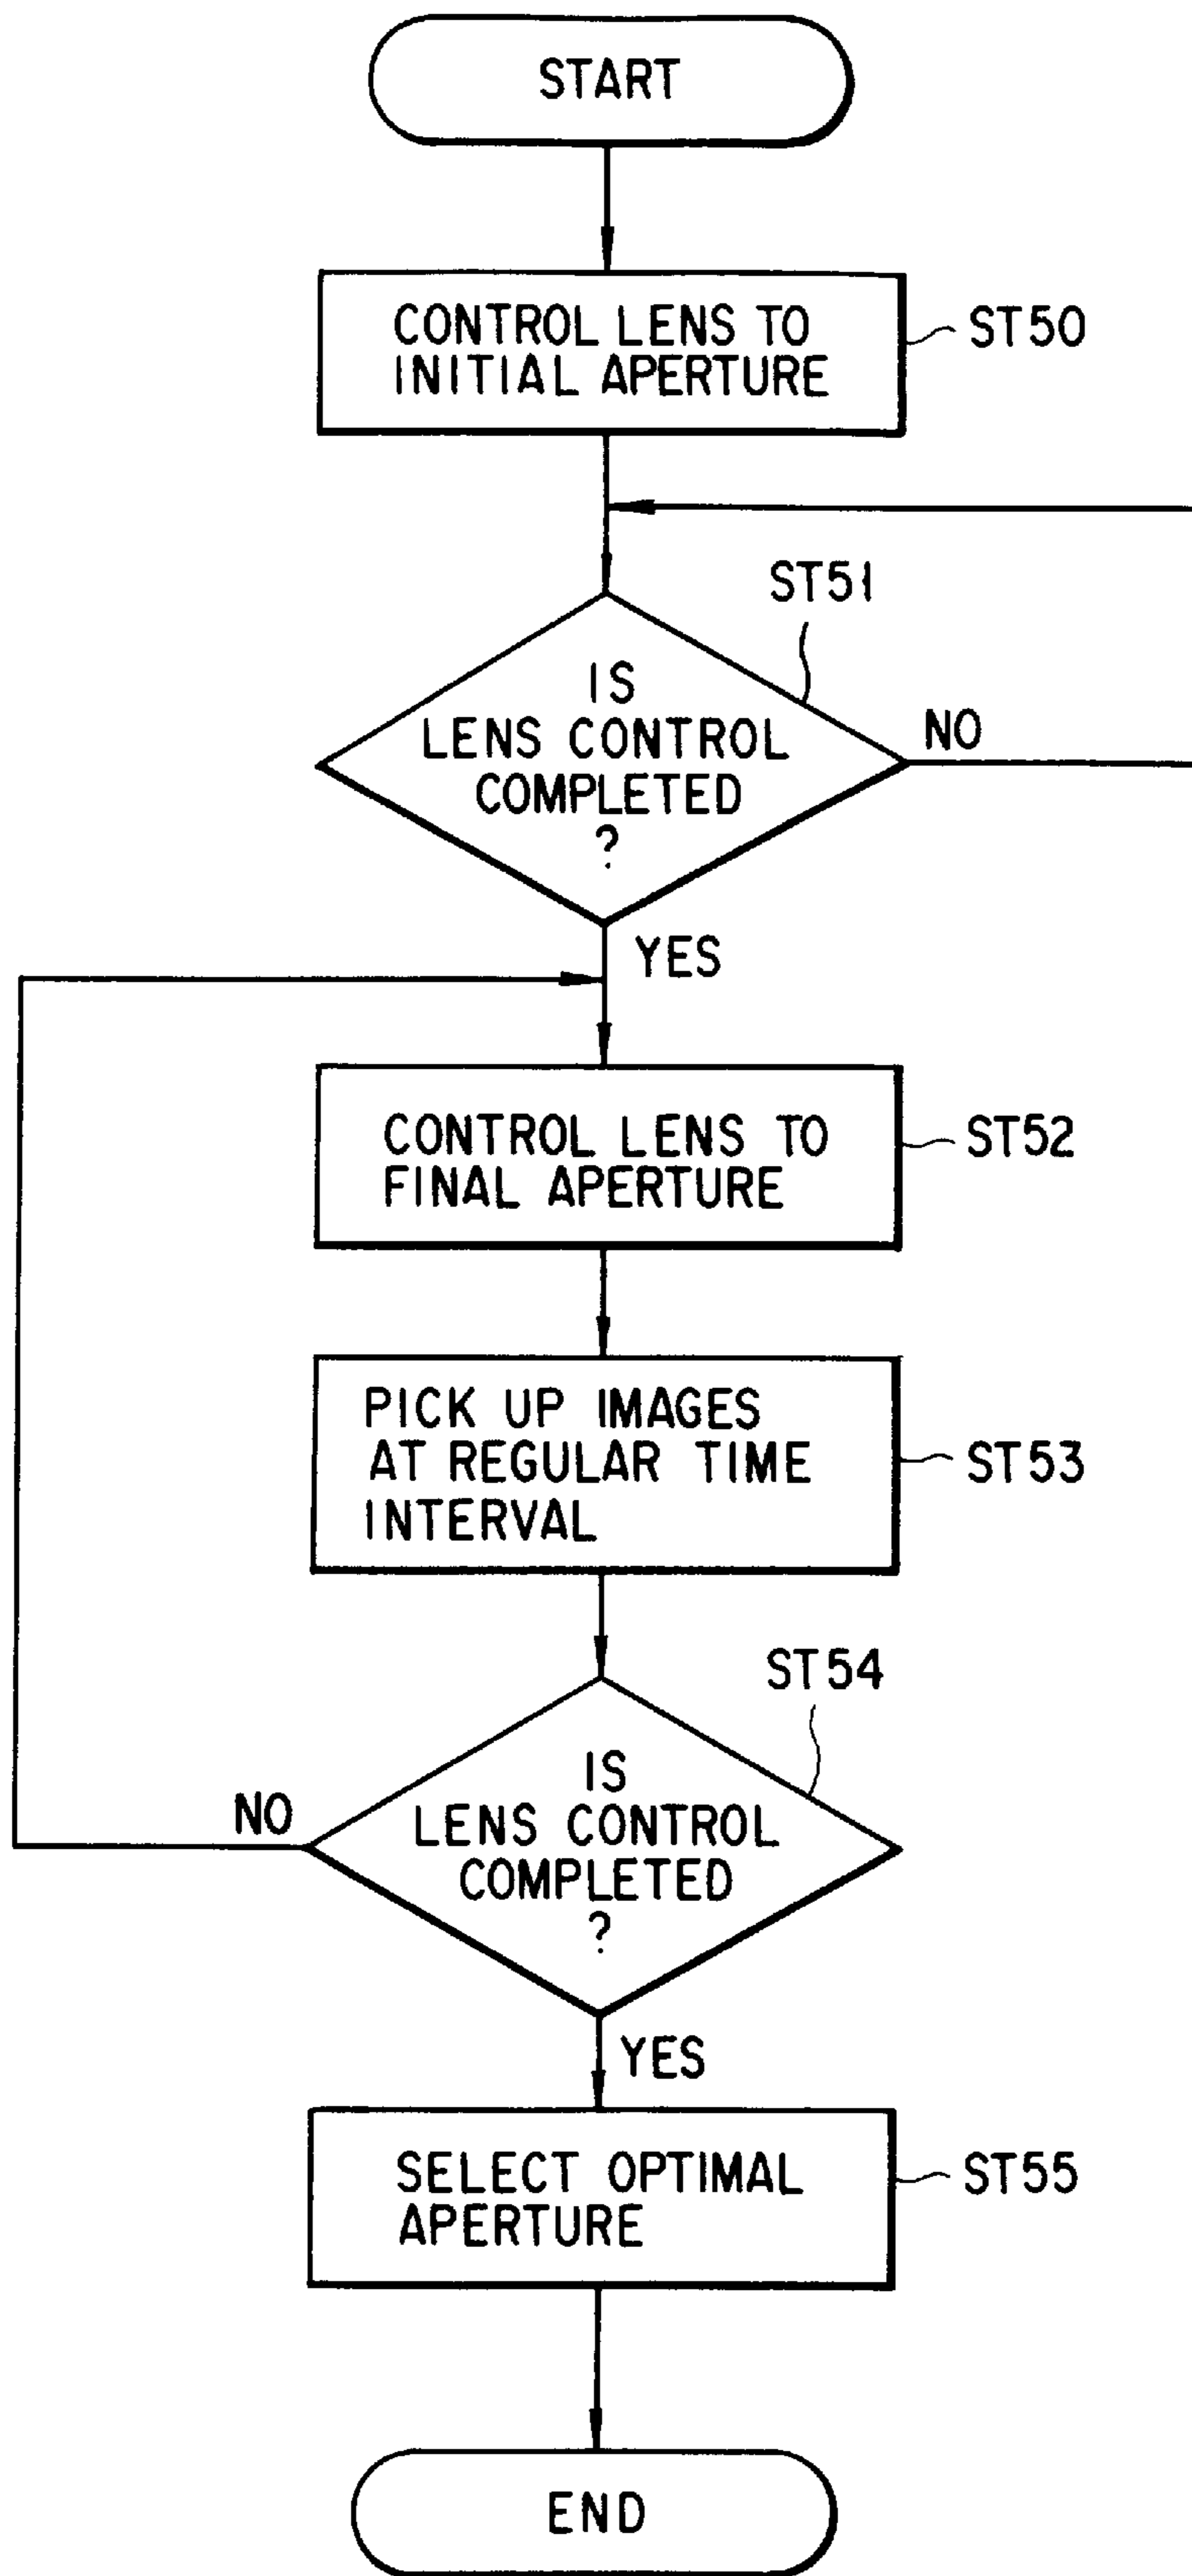 START
CONTROL LENS TO
INITIAL APERTURE
ST50
ST51
IS
LENS CONTROL
COMPLETED
?
NO
YES
CONTROL LENS TO
FINAL APERTURE
ST52
PICK UP IMAGES
AT REGULAR TIME
INTERVAL
ST53
ST54
IS
LENS CONTROL
COMPLETED
?
NO
YES
SELECT OPTIMAL
APERTURE
ST55
END